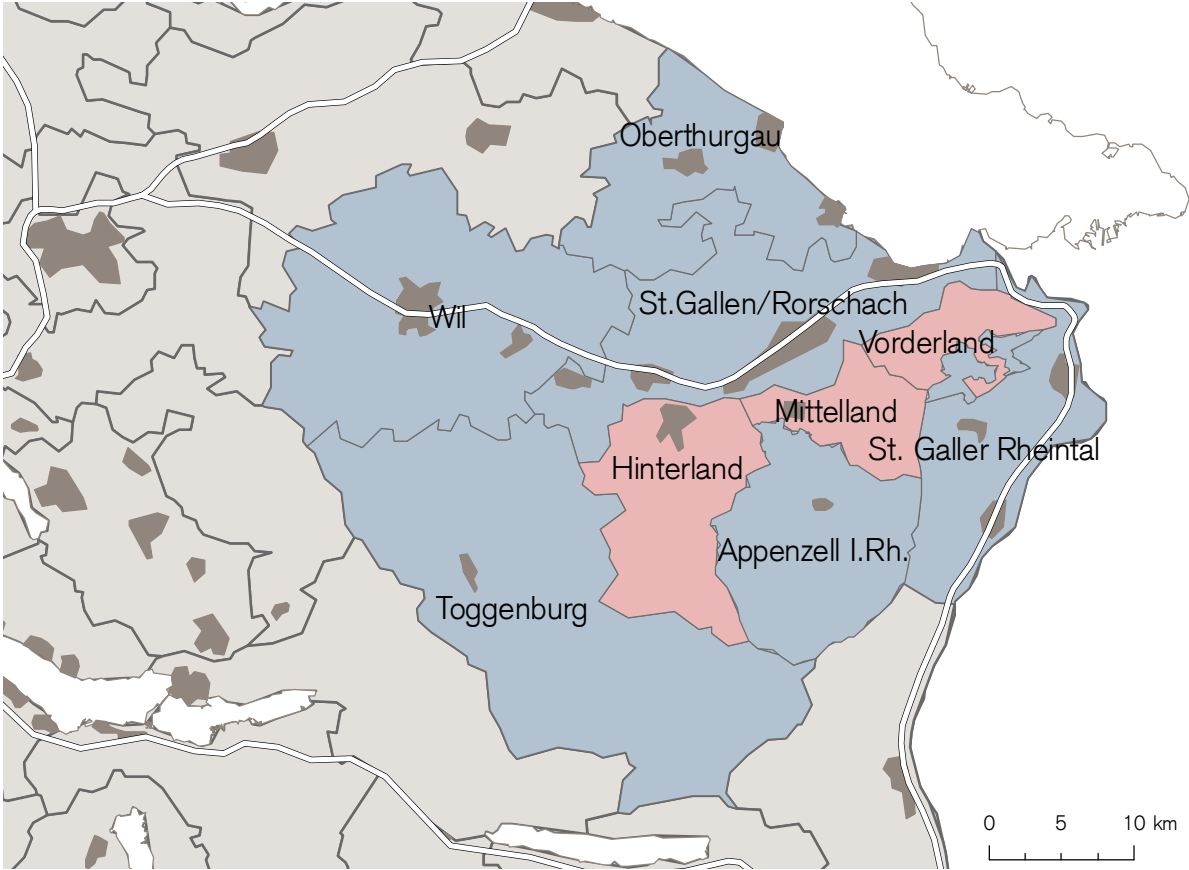 Oberthurgau
St.Gallen/Rorschach
Wil
Vorderland
Mittelland
St. Galler Rheintal
Hinterland
Appenzell I.Rh.
Toggenburg
0 5 10 km